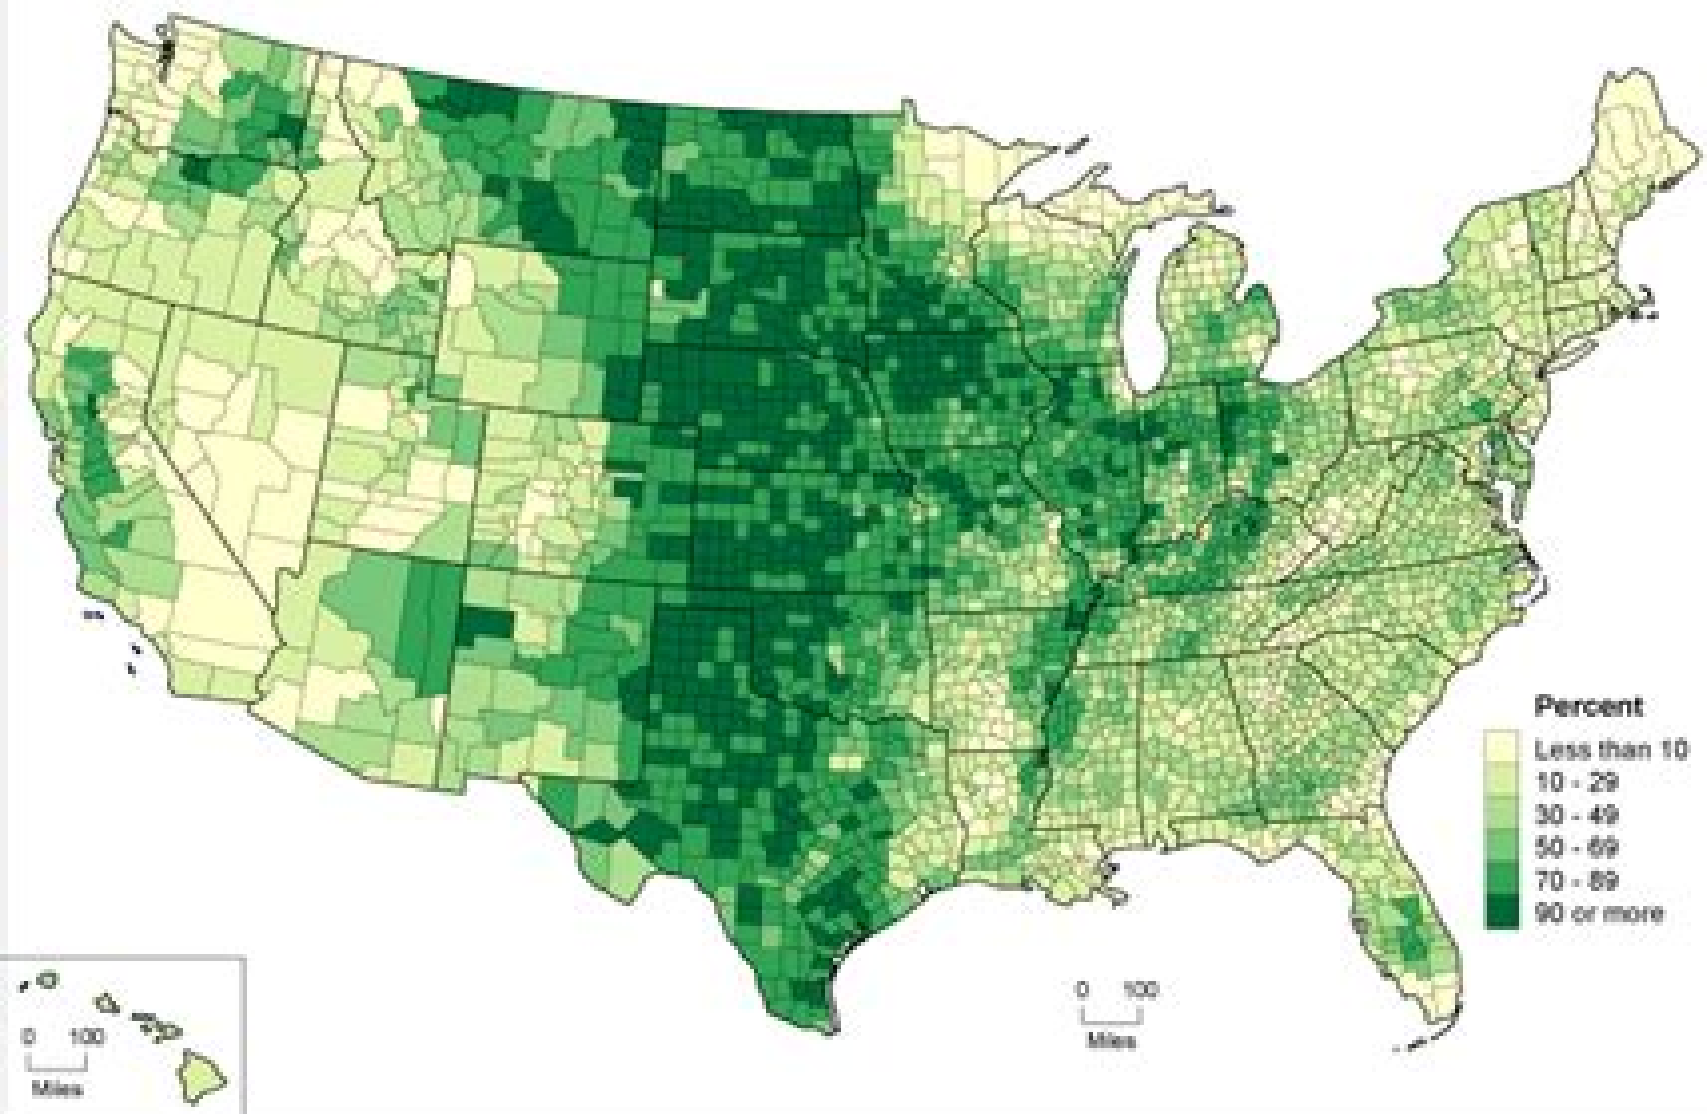 Percent
Less than 10
10 - 29
30 - 49
50 - 69
70 - 89
90 or more
0 100
Miles
0 100
Miles